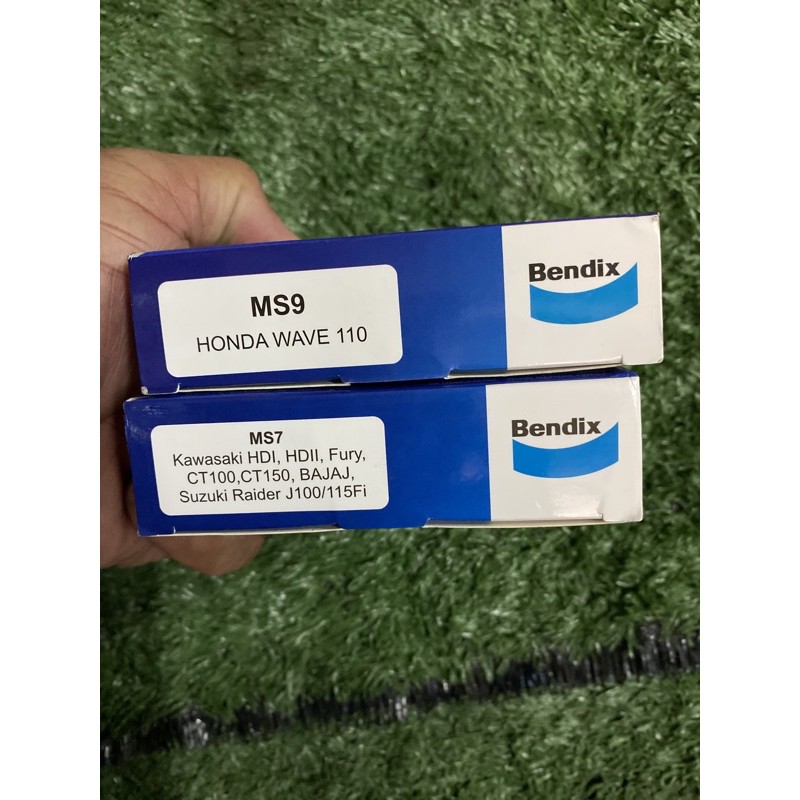 MS9
HONDA WAVE 110
Bendix
MS7
Kawasaki HDI, HDII, Fury,
CT100,CT150, BAJAJ,
Suzuki Raider J100/115Fi
Bendix